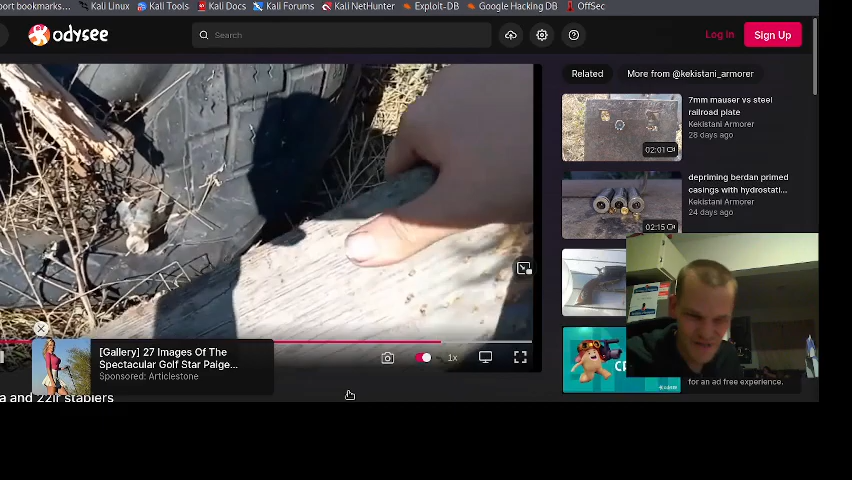 port bookmarks...
Kali Linux
Kali Tools
Kali Docs
Kali Forums
Kali NetHunter
Exploit-DB
Google Hacking DB
OffSec
odysee
Search
Log In
Sign Up
Related
More from @kekistani_armorer
7mm mauser vs steel
railroad plate
Kekistani Armorer
28 days ago
02:01
depriming berdan primed
casings with hydrostati...
Kekistani Armorer
24 days ago
02:15
[Gallery] 27 Images Of The
Spectacular Golf Star Paige...
Sponsored: Articlestone
1x
for an ad free experience.
a and 22lr stablers